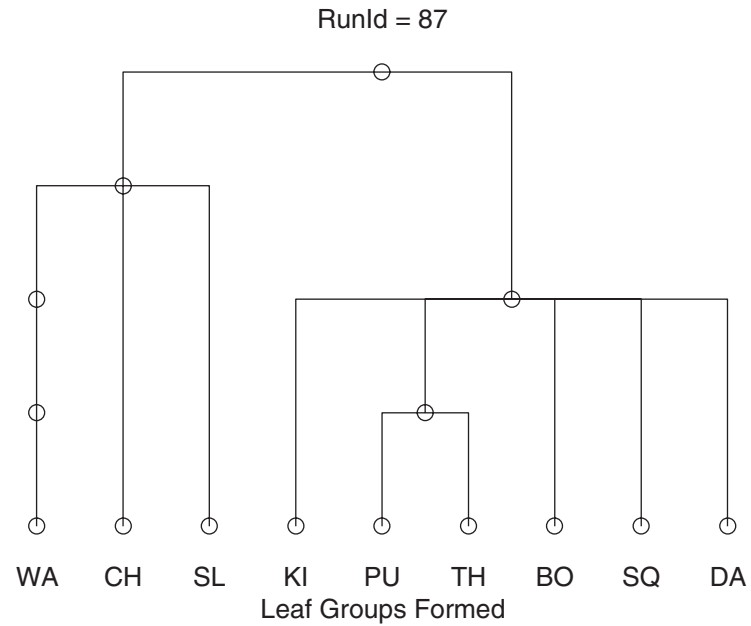 RunId = 87
WA CH SL KI PU TH BO SQ DA
Leaf Groups Formed